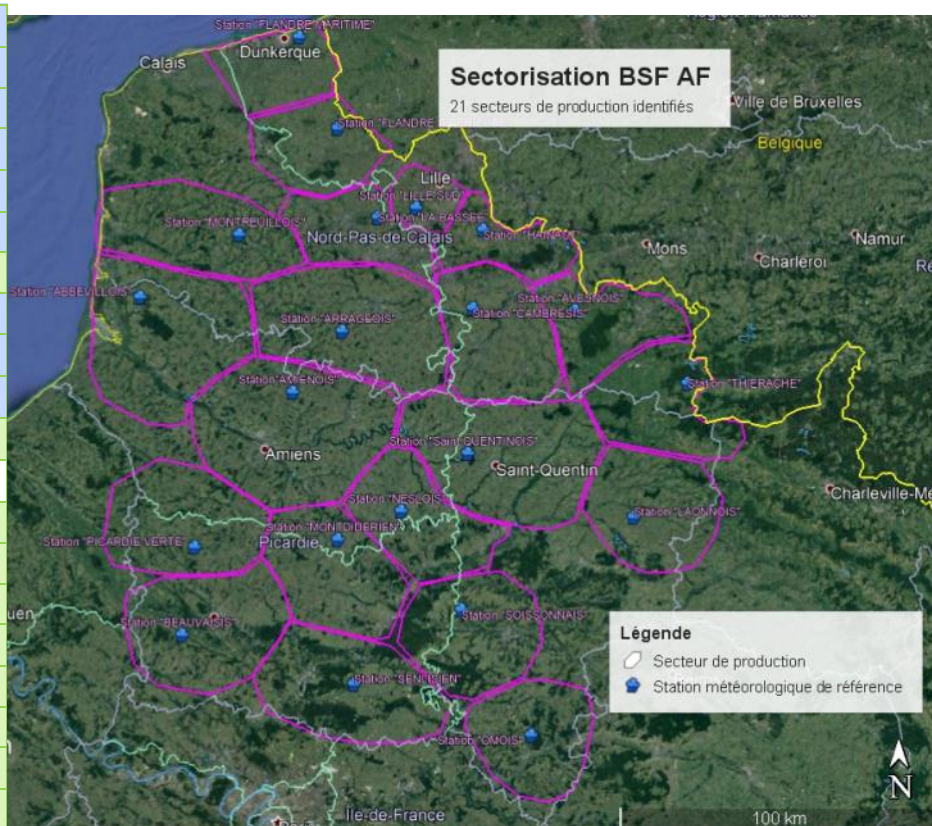 Station "FLANDRE MARITIME"
Dunkerque
Calais
Sectorisation BSF AF
21 secteurs de production identifiés
Ville de Bruxelles
Belgique
Station "FLANDRE
Lille
Station "LILLE SUD"
Station "LA BASSEE"
Station "MONTREUILLOIS"
Nord-Pas-de-Calais
Station "HAINAUT"
Mons
Namur
Charleroi
Station "ABBEVILLOIS"
Station "AVESNOIS"
Station "CAMBRESIS"
Station "ARRAGEOIS"
Station "AMIENOIS"
Station "THIERACHE"
Station "Saint-QUENTINOIS"
Amiens
Saint-Quentin
Charleville-Mé
Station "NESLOIS"
Station "LAONNOIS"
Station "MONTDIDERIEN"
Station "PICARDIE VERTE"
Picardie
Station "SOISSONNAIS"
Station "BEAUVAISIS"
Légende
Secteur de production
Station météorologique de référence
Station "SENLISIEN"
Station "OMOIS"
N
Île-de-France
100 km